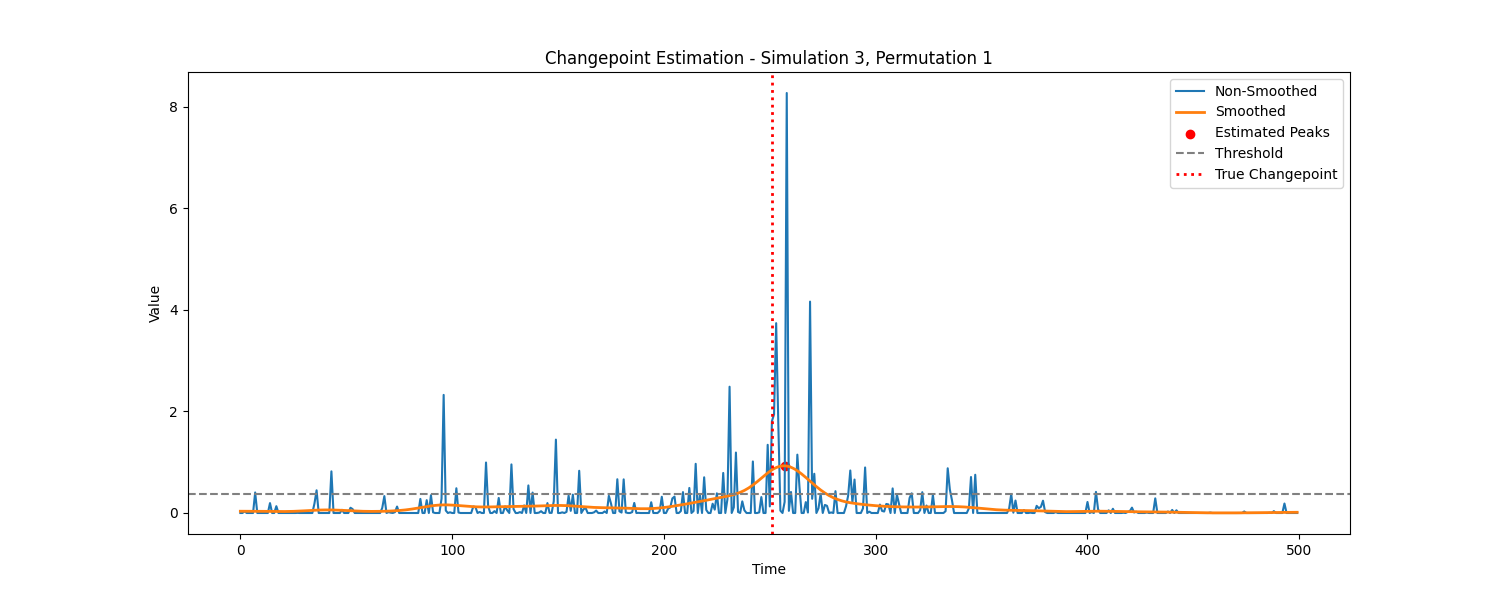 Changepoint Estimation - Simulation 3, Permutation 1
Non-Smoothed
Smoothed
Estimated Peaks
Threshold
True Changepoint
8
6
4
2
0
Value
0 100 200 300 400 500
Time